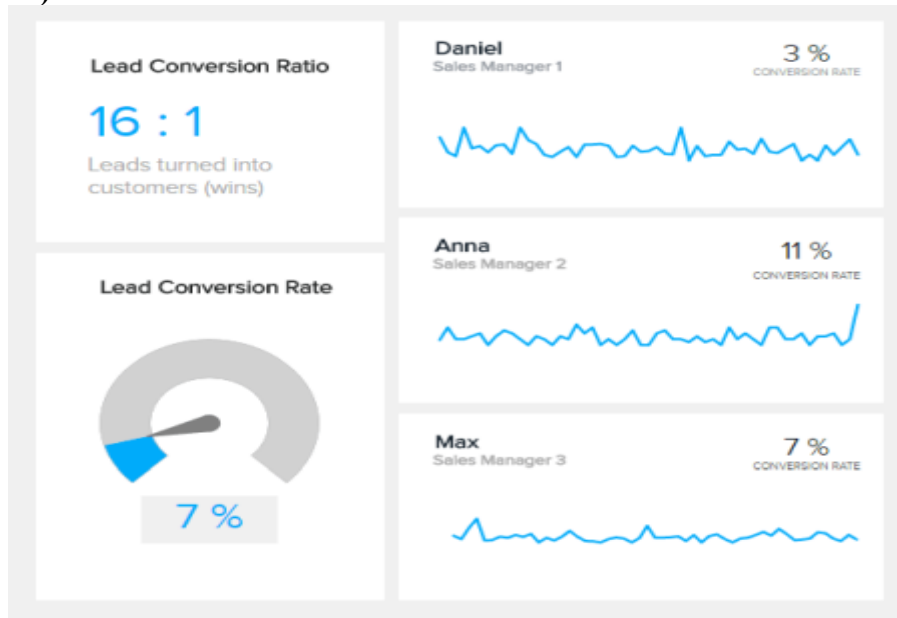 Lead Conversion Ratio
16 : 1
Leads turned into
customers (wins)
Lead Conversion Rate
7 %
Daniel
Sales Manager 1
3 %
CONVERSION RATE
Anna
Sales Manager 2
11 %
CONVERSION RATE
Max
Sales Manager 3
7 %
CONVERSION RATE